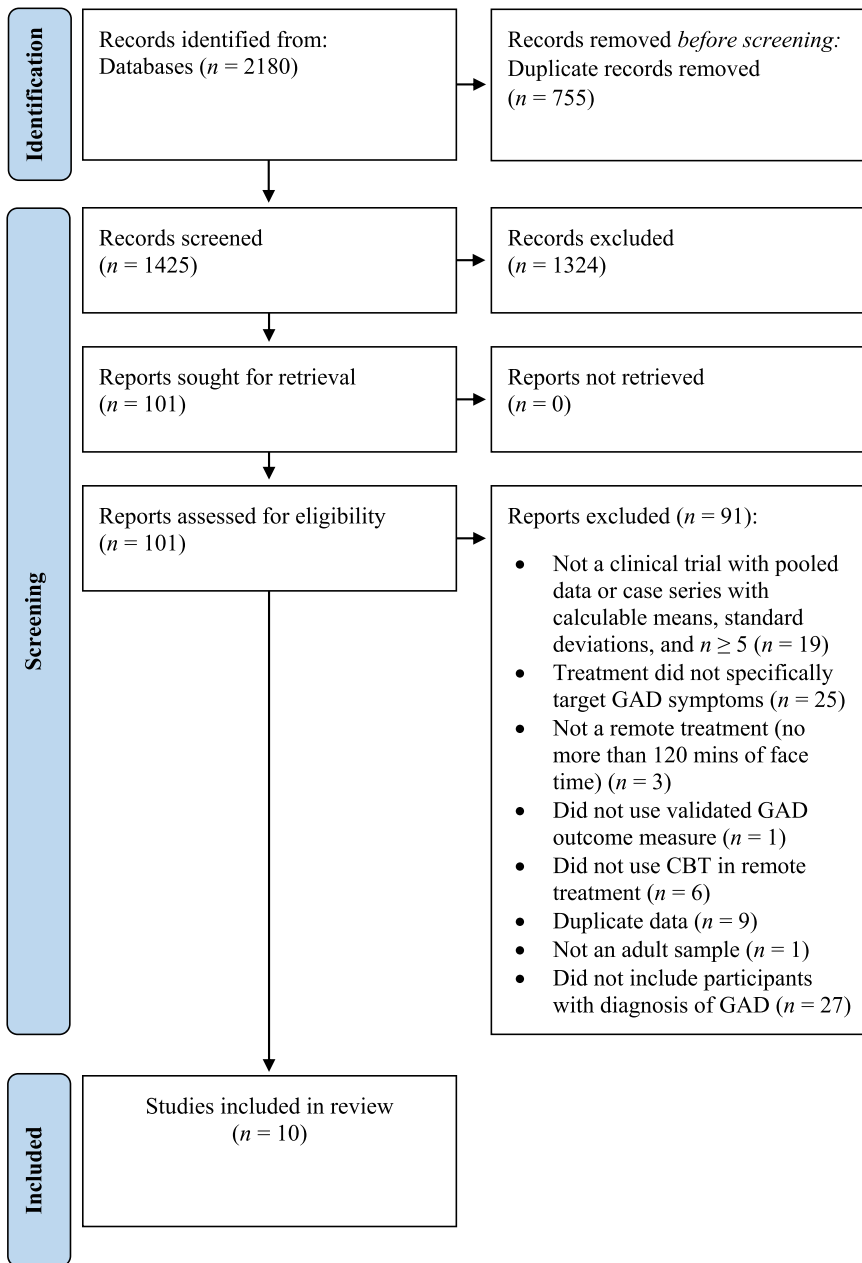 Identification
Records identified from:
Databases (n = 2180)
Records removed before screening:
Duplicate records removed
(n = 755)
Screening
Records screened
(n = 1425)
Records excluded
(n = 1324)
Reports sought for retrieval
(n = 101)
Reports not retrieved
(n = 0)
Reports assessed for eligibility
(n = 101)
Reports excluded (n = 91):
• Not a clinical trial with pooled
data or case series with
calculable means, standard
deviations, and n ≥ 5 (n = 19)
• Treatment did not specifically
target GAD symptoms (n = 25)
• Not a remote treatment (no
more than 120 mins of face
time) (n = 3)
• Did not use validated GAD
outcome measure (n = 1)
• Did not use CBT in remote
treatment (n = 6)
• Duplicate data (n = 9)
• Not an adult sample (n = 1)
• Did not include participants
with diagnosis of GAD (n = 27)
Included
Studies included in review
(n = 10)